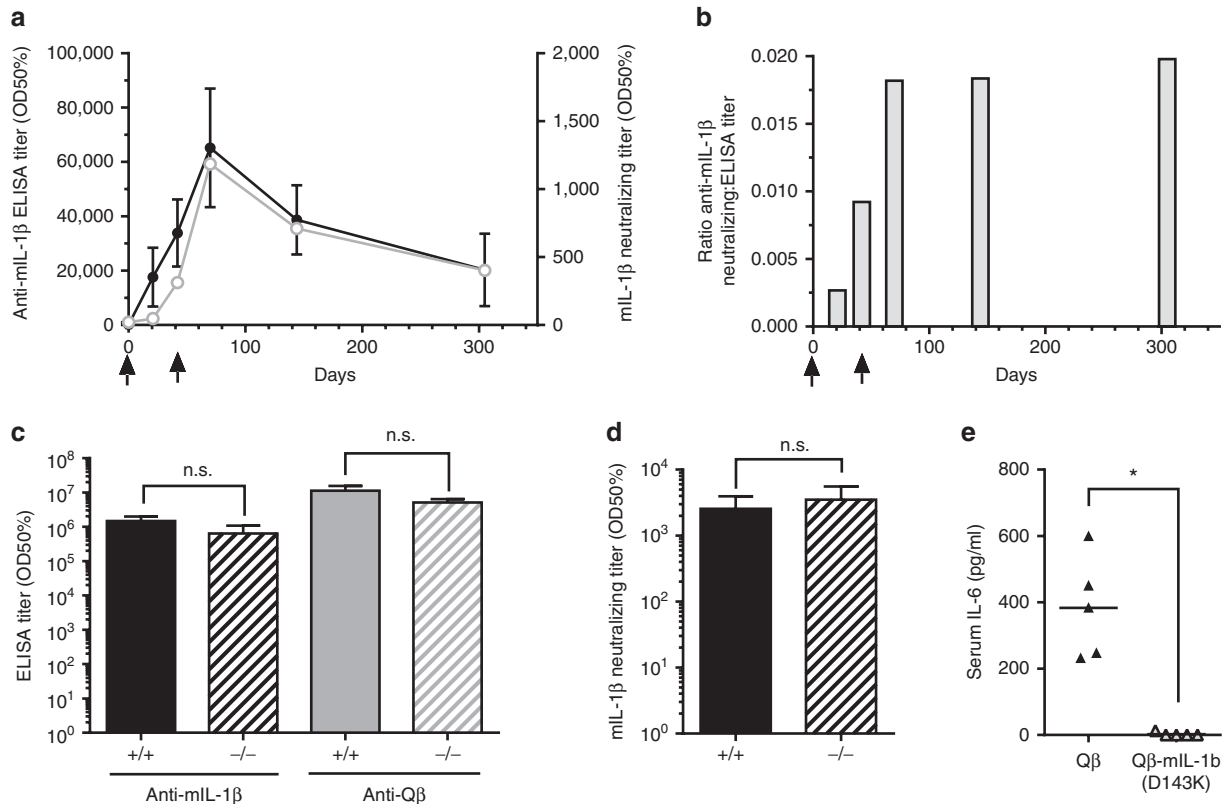 a
100,000
80,000
60,000
40,000
20,000
0
Anti-mIL-1β ELISA titer (OD50%)
2,000
1,500
1,000
500
0
mIL-1β neutralizing titer (OD50%)
0
100
200
300
Days
b
0.020
0.015
0.010
0.005
0.000
Ratio anti-mIL-1β
neutralizing:ELISA titer
0
100
200
300
Days
c
10⁸
10⁷
10⁶
10⁵
10⁴
10³
10²
10¹
10⁰
ELISA titer (OD50%)
n.s.
n.s.
+/+
–/–
+/+
–/–
Anti-mIL-1β
Anti-Qβ
d
10⁴
10³
10²
10¹
10⁰
mIL-1β neutralizing titer (OD50%)
n.s.
+/+
–/–
e
800
600
400
200
0
Serum IL-6 (pg/ml)
*
Qβ
Qβ-mIL-1b
(D143K)